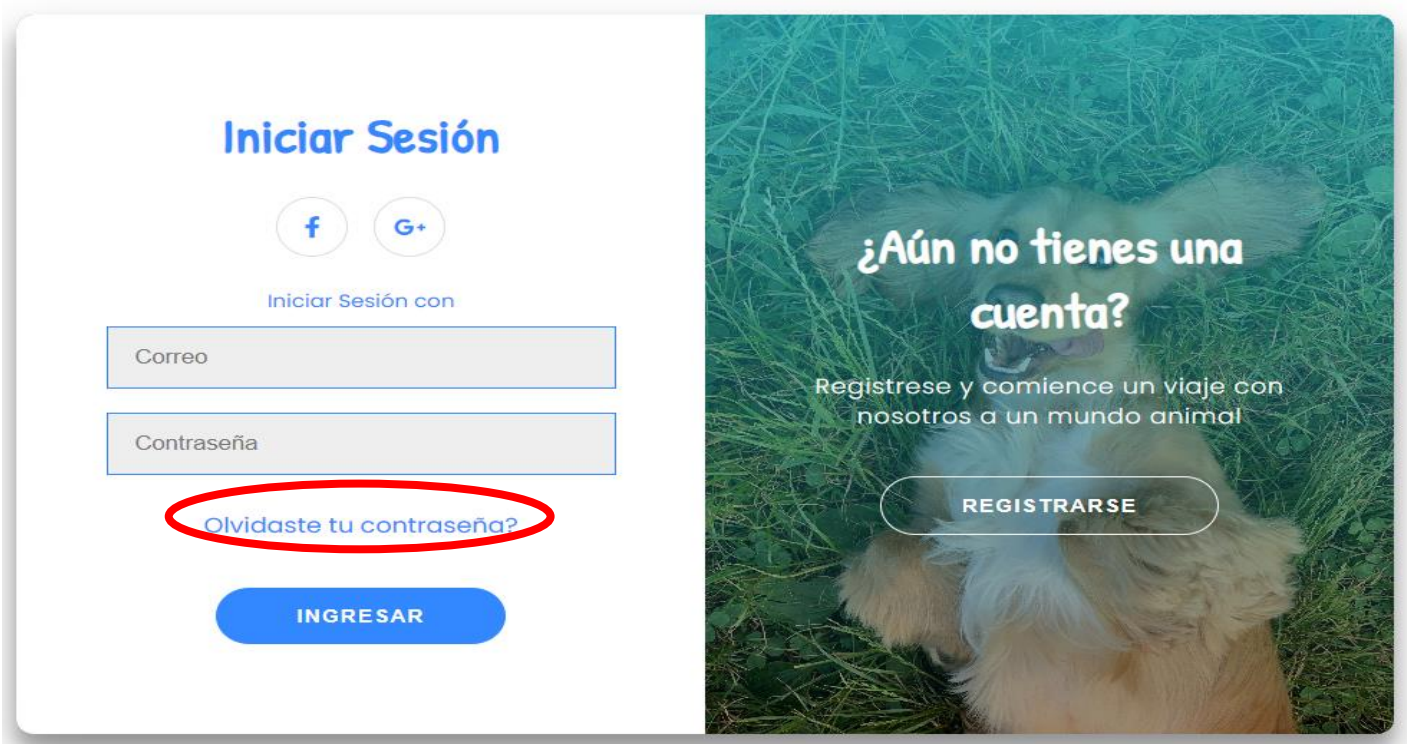 Iniciar Sesión
f G+
Iniciar Sesión con
Correo
Contraseña
Olvidaste tu contraseña?
INGRESAR
¿Aún no tienes una
cuenta?
Registrese y comience un viaje con
nosotros a un mundo animal
REGISTRARSE